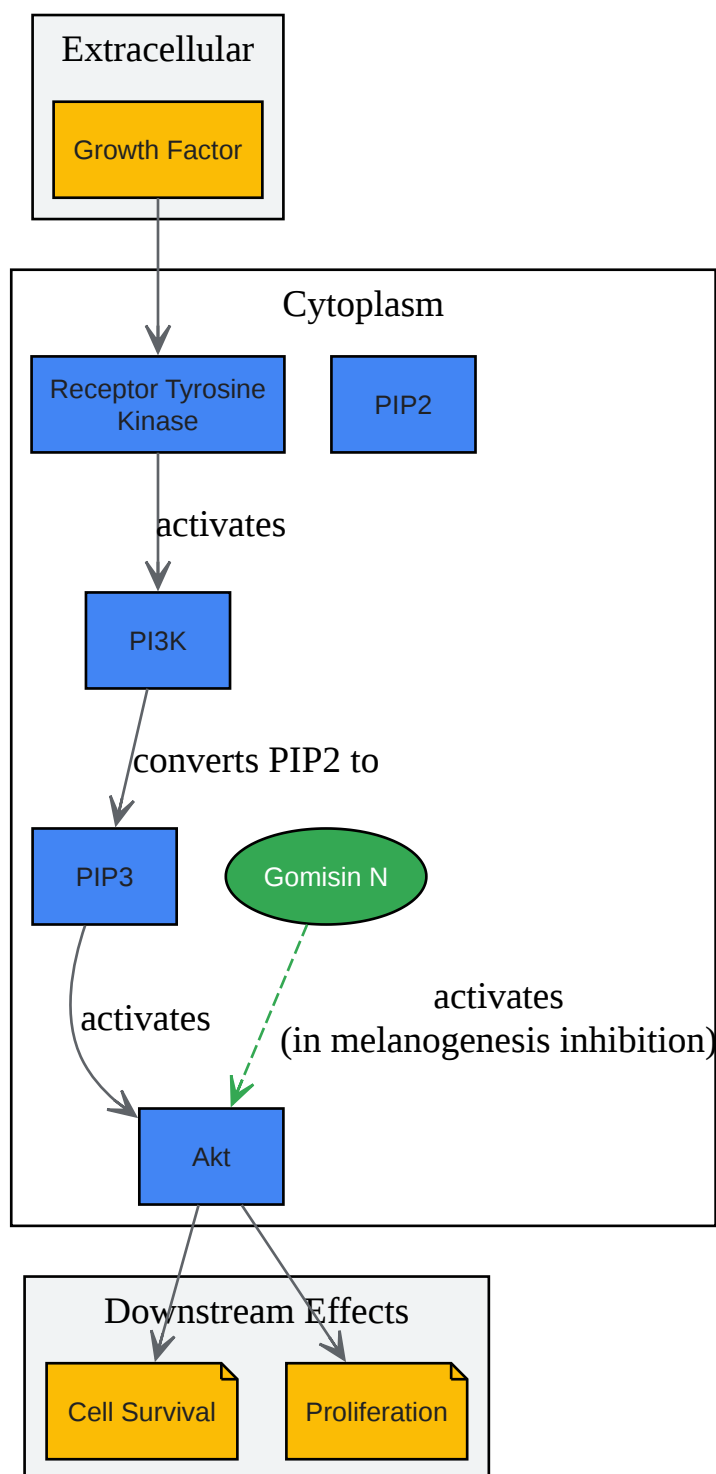 Extracellular
Growth Factor
Cytoplasm
Receptor Tyrosine
Kinase
PIP2
activates
PI3K
converts PIP2 to
PIP3
Gomisin N
activates
activates
(in melanogenesis inhibition)
Akt
Downstream Effects
Cell Survival
Proliferation